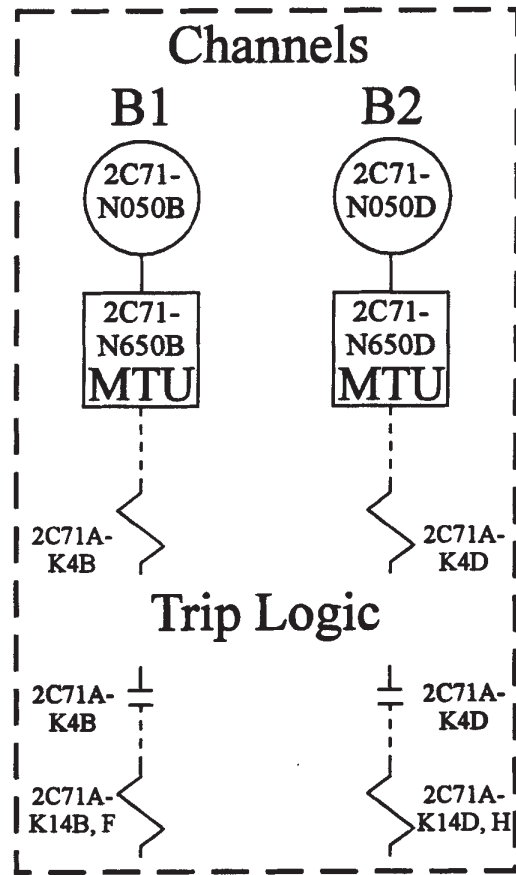 Channels
B1
B2
2C71-
N050B
2C71-
N050D
2C71-
N650B
MTU
2C71-
N650D
MTU
2C71A-
K4B
2C71A-
K4D
Trip Logic
2C71A-
K4B
2C71A-
K4D
2C71A-
K14B, F
2C71A-
K14D, H